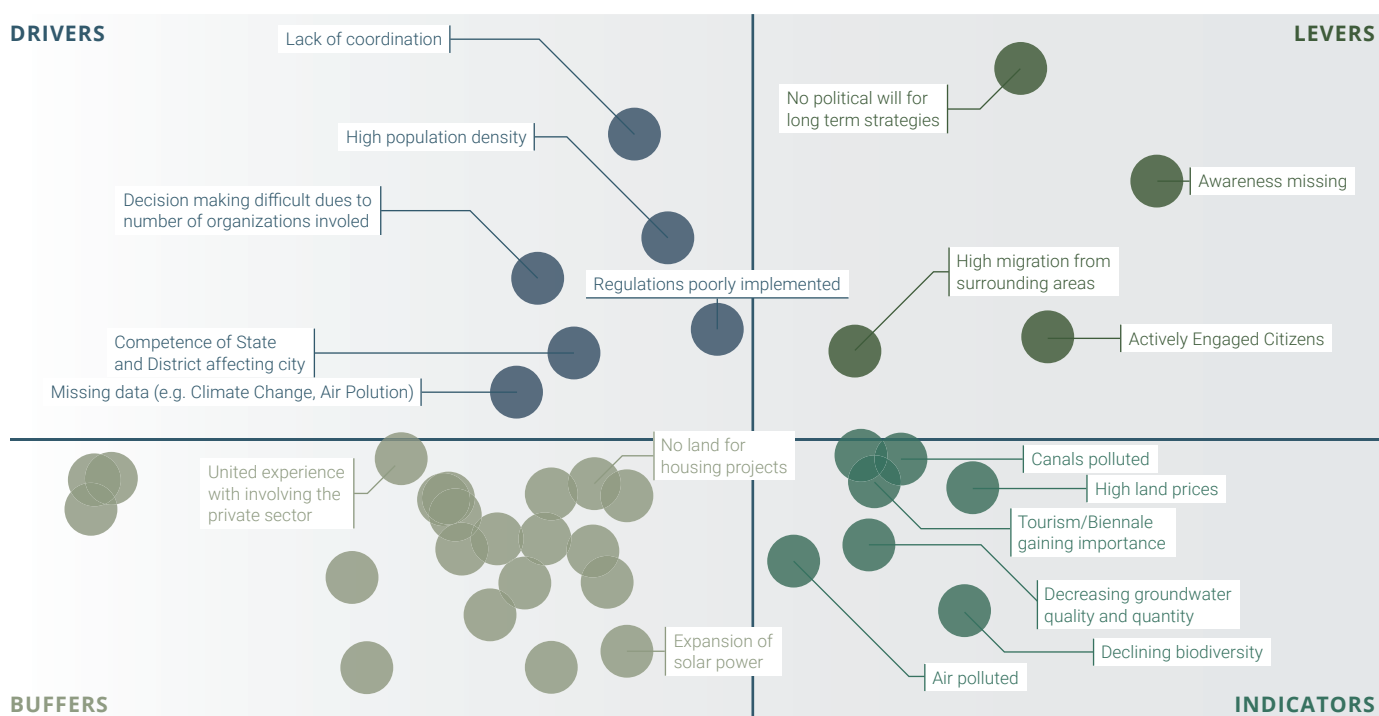 DRIVERS
LEVERS
Lack of coordination
No political will for
long term strategies
High population density
Awareness missing
Decision making difficult dues to
number of organizations involed
High migration from
surrounding areas
Regulations poorly implemented
Competence of State
and District affecting city
Actively Engaged Citizens
Missing data (e.g. Climate Change, Air Polution)
No land for
housing projects
United experience
with involving the
private sector
Canals polluted
High land prices
Tourism/Biennale
gaining importance
Decreasing groundwater
quality and quantity
Expansion of
solar power
Declining biodiversity
Air polluted
BUFFERS
INDICATORS